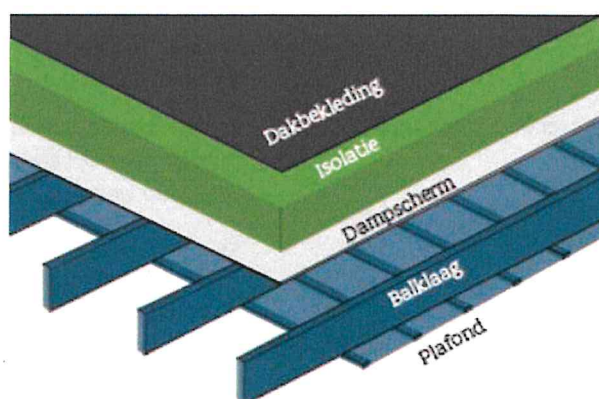 Dakbekleding
Isolatie
Dampscherm
Balklaag
Plafond